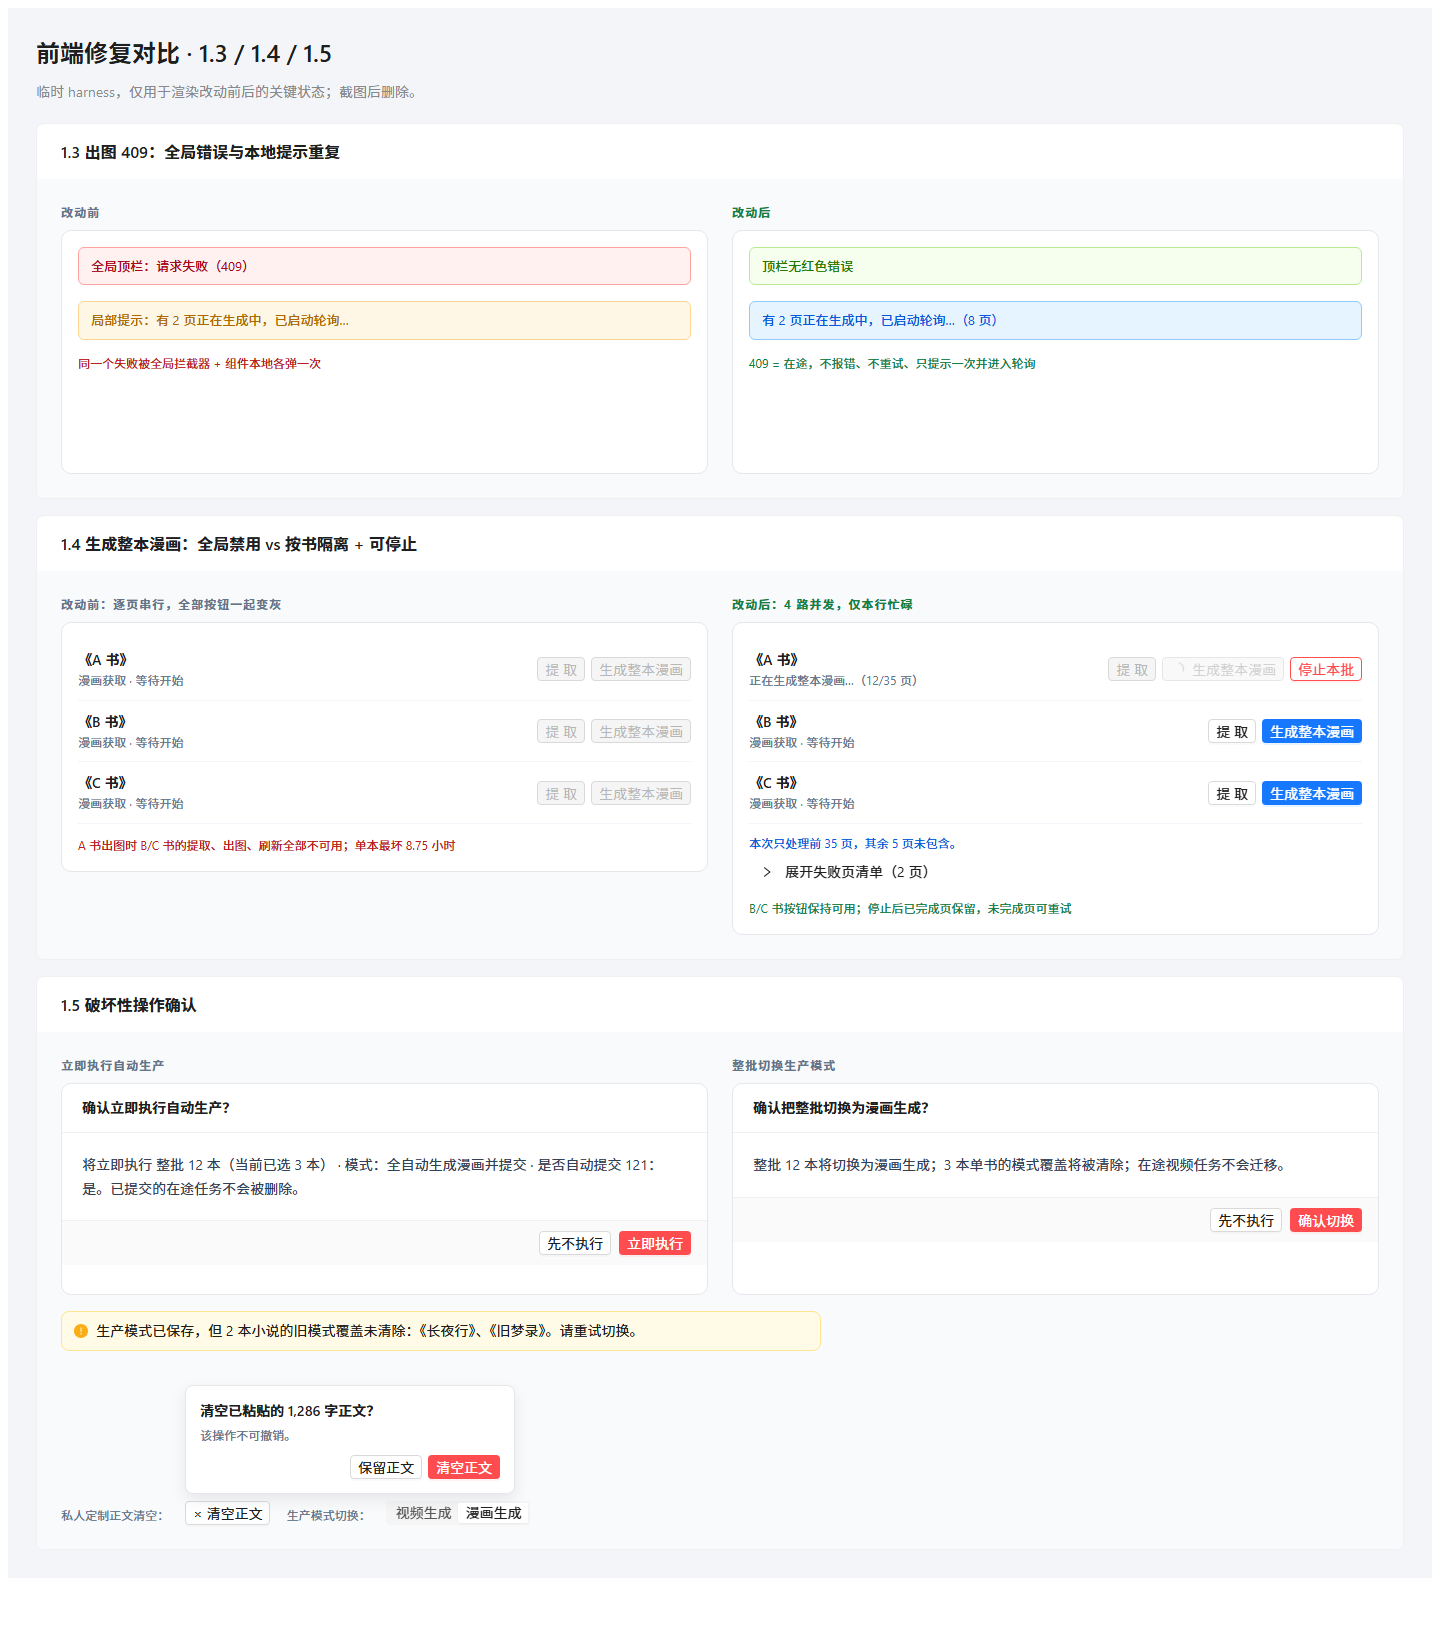 前端修复对比 · 1.3 / 1.4 / 1.5
临时 harness，仅用于渲染改动前后的关键状态；截图后删除。
1.3 出图 409：全局错误与本地提示重复
改动前
全局顶栏：请求失败（409）
局部提示：有 2 页正在生成中，已启动轮询...
同一个失败被全局拦截器 + 组件本地各弹一次
改动后
顶栏无红色错误
有 2 页正在生成中，已启动轮询...（8 页）
409 = 在途，不报错、不重试、只提示一次并进入轮询
1.4 生成整本漫画：全局禁用 vs 按书隔离 + 可停止
改动前：逐页串行，全部按钮一起变灰
《A 书》
漫画获取 · 等待开始
提 取 生成整本漫画
《B 书》
漫画获取 · 等待开始
提 取 生成整本漫画
《C 书》
漫画获取 · 等待开始
提 取 生成整本漫画
A 书出图时 B/C 书的提取、出图、刷新全部不可用；单本最坏 8.75 小时
改动后：4 路并发，仅本行忙碌
《A 书》
正在生成整本漫画...（12/35 页）
提 取 生成整本漫画 停止本批
《B 书》
漫画获取 · 等待开始
提 取 生成整本漫画
《C 书》
漫画获取 · 等待开始
提 取 生成整本漫画
本次只处理前 35 页，其余 5 页未包含。
展开失败页清单（2 页）
B/C 书按钮保持可用；停止后已完成页保留，未完成页可重试
1.5 破坏性操作确认
立即执行自动生产
确认立即执行自动生产？
将立即执行 整批 12 本（当前已选 3 本） · 模式：全自动生成漫画并提交 · 是否自动提交 121：
是。已提交的在途任务不会被删除。
先不执行 立即执行
整批切换生产模式
确认把整批切换为漫画生成？
整批 12 本将切换为漫画生成；3 本单书的模式覆盖将被清除；在途视频任务不会迁移。
先不执行 确认切换
生产模式已保存，但 2 本小说的旧模式覆盖未清除：《长夜行》、《旧梦录》。请重试切换。
清空已粘贴的 1,286 字正文？
该操作不可撤销。
保留正文 清空正文
私人定制正文清空： × 清空正文 生产模式切换： 视频生成 漫画生成